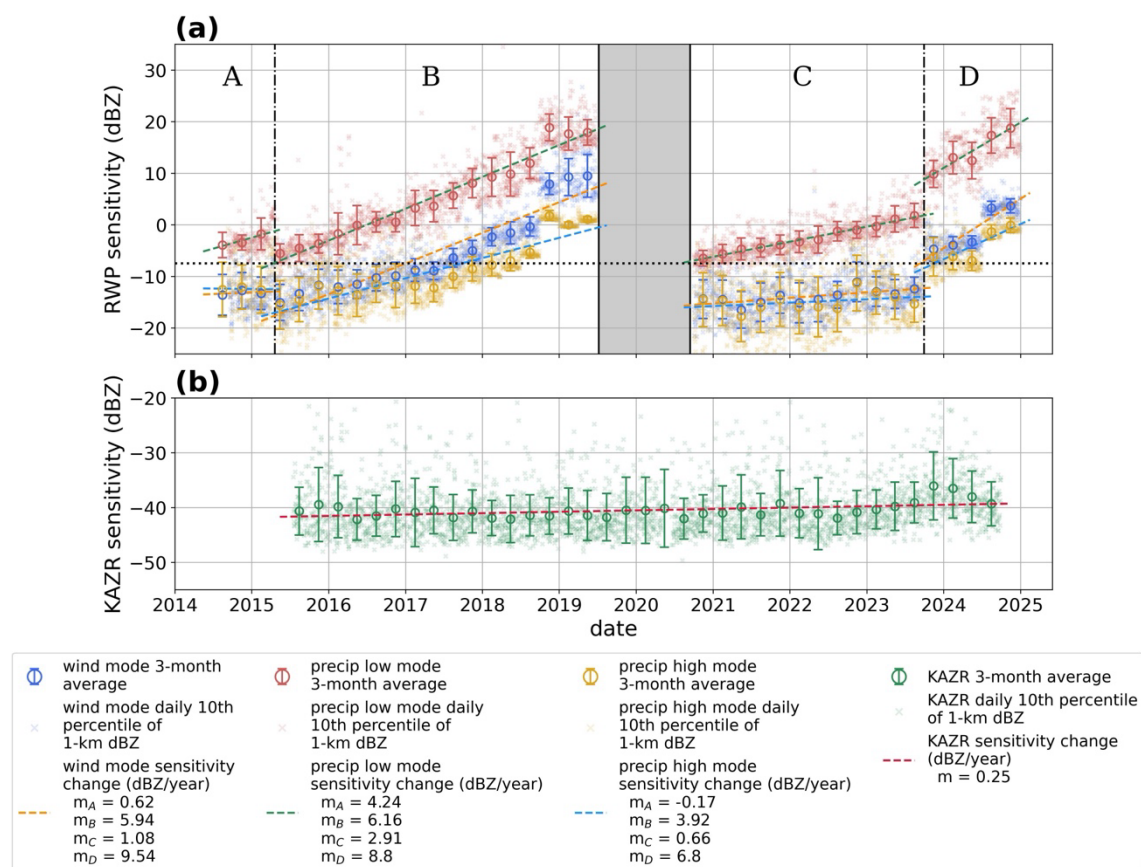 (a)
A
B
C
D
30
20
10
0
−10
−20
RWP sensitivity (dBZ)
(b)
−20
−30
−40
−50
KAZR sensitivity (dBZ)
2014
2015
2016
2017
2018
2019
2020
2021
2022
2023
2024
2025
date
wind mode 3-month
average
wind mode daily 10th
percentile of
1-km dBZ
wind mode sensitivity
change (dBZ/year)
m_A = 0.62
m_B = 5.94
m_C = 1.08
m_D = 9.54
precip low mode
3-month average
precip low mode daily
10th percentile of
1-km dBZ
precip low mode
sensitivity change (dBZ/year)
m_A = 4.24
m_B = 6.16
m_C = 2.91
m_D = 8.8
precip high mode
3-month average
precip high mode daily
10th percentile of
1-km dBZ
precip high mode
sensitivity change (dBZ/year)
m_A = -0.17
m_B = 3.92
m_C = 0.66
m_D = 6.8
KAZR 3-month average
KAZR daily 10th percentile
of 1-km dBZ
KAZR sensitivity change
(dBZ/year)
m = 0.25